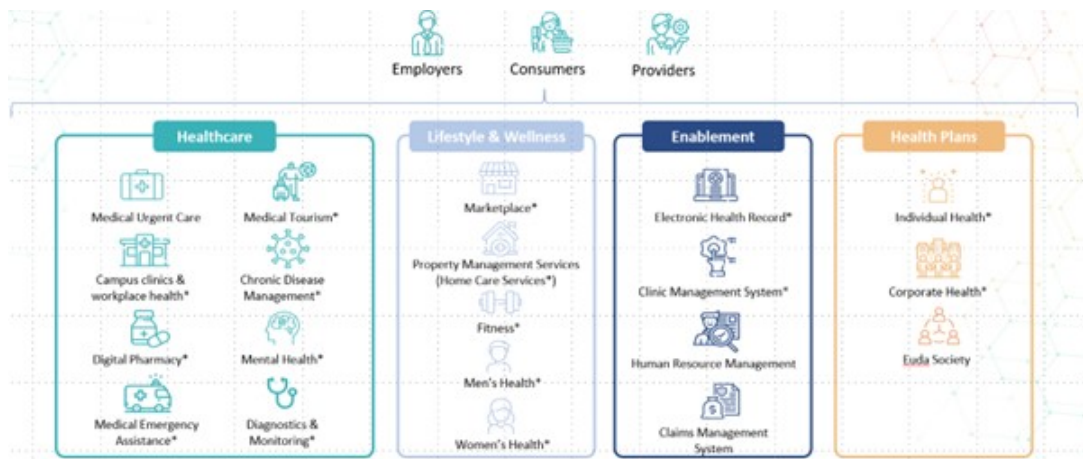 Employers
Consumers
Providers
Healthcare
Medical Urgent Care
Medical Tourism*
Campus clinics &
workplace health*
Chronic Disease
Management*
Digital Pharmacy*
Mental Health*
Medical Emergency
Assistance*
Diagnostics &
Monitoring*
Lifestyle & Wellness
Marketplace*
Property Management Services
(Home Care Services*)
Fitness*
Men's Health*
Women's Health*
Enablement
Electronic Health Record*
Clinic Management System*
Human Resource Management
Claims Management
System
Health Plans
Individual Health*
Corporate Health*
Euda Society